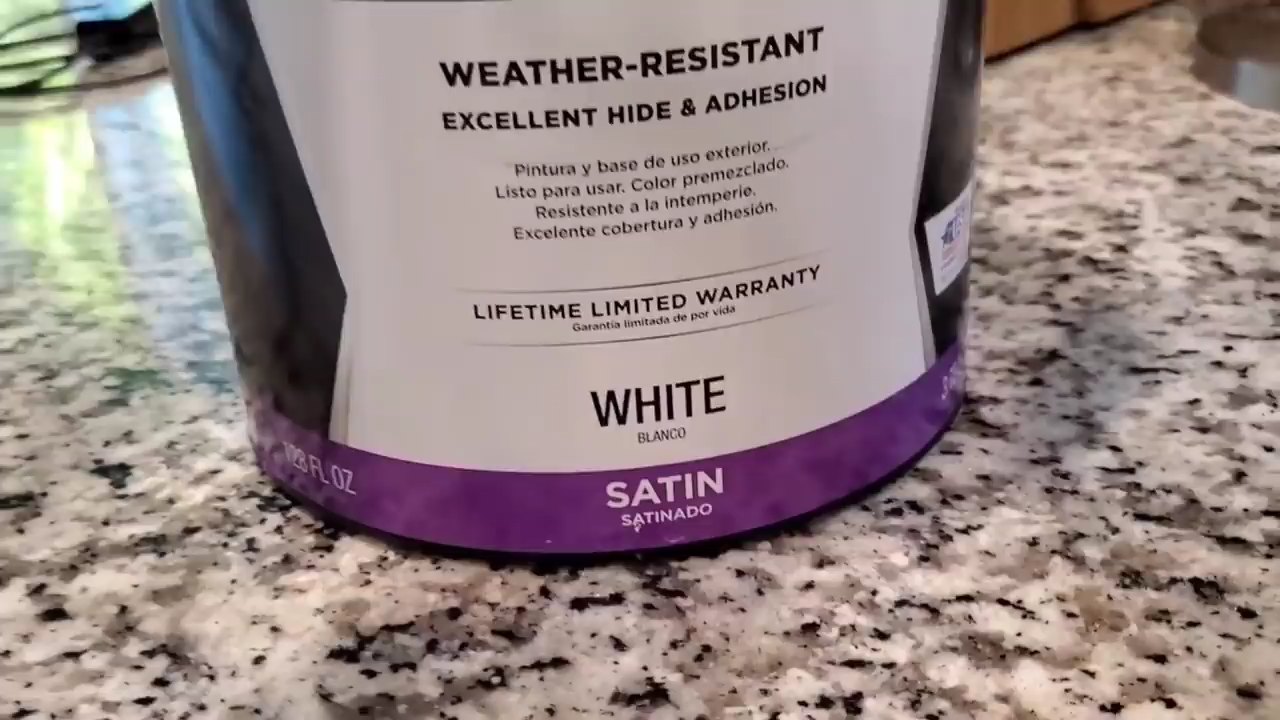 WEATHER-RESISTANT
EXCELLENT HIDE & ADHESION
Pintura y base de uso exterior.
Listo para usar. Color premezclado.
Resistente a la intemperie.
Excelente cobertura y adhesión.
LIFETIME LIMITED WARRANTY
Garantía limitada de por vida
WHITE
BLANCO
128 FL OZ
SATIN
SATINADO